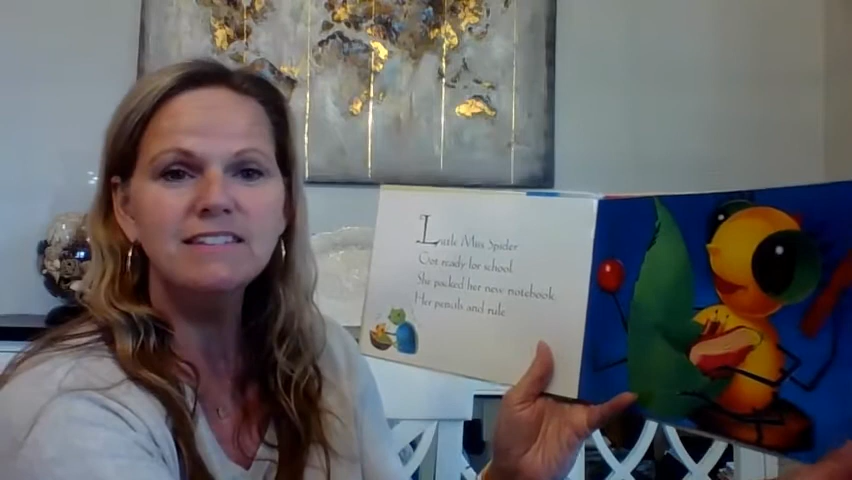 Little Miss Spider
Got ready for school.
She packed her new notebook,
Her pencils and rule